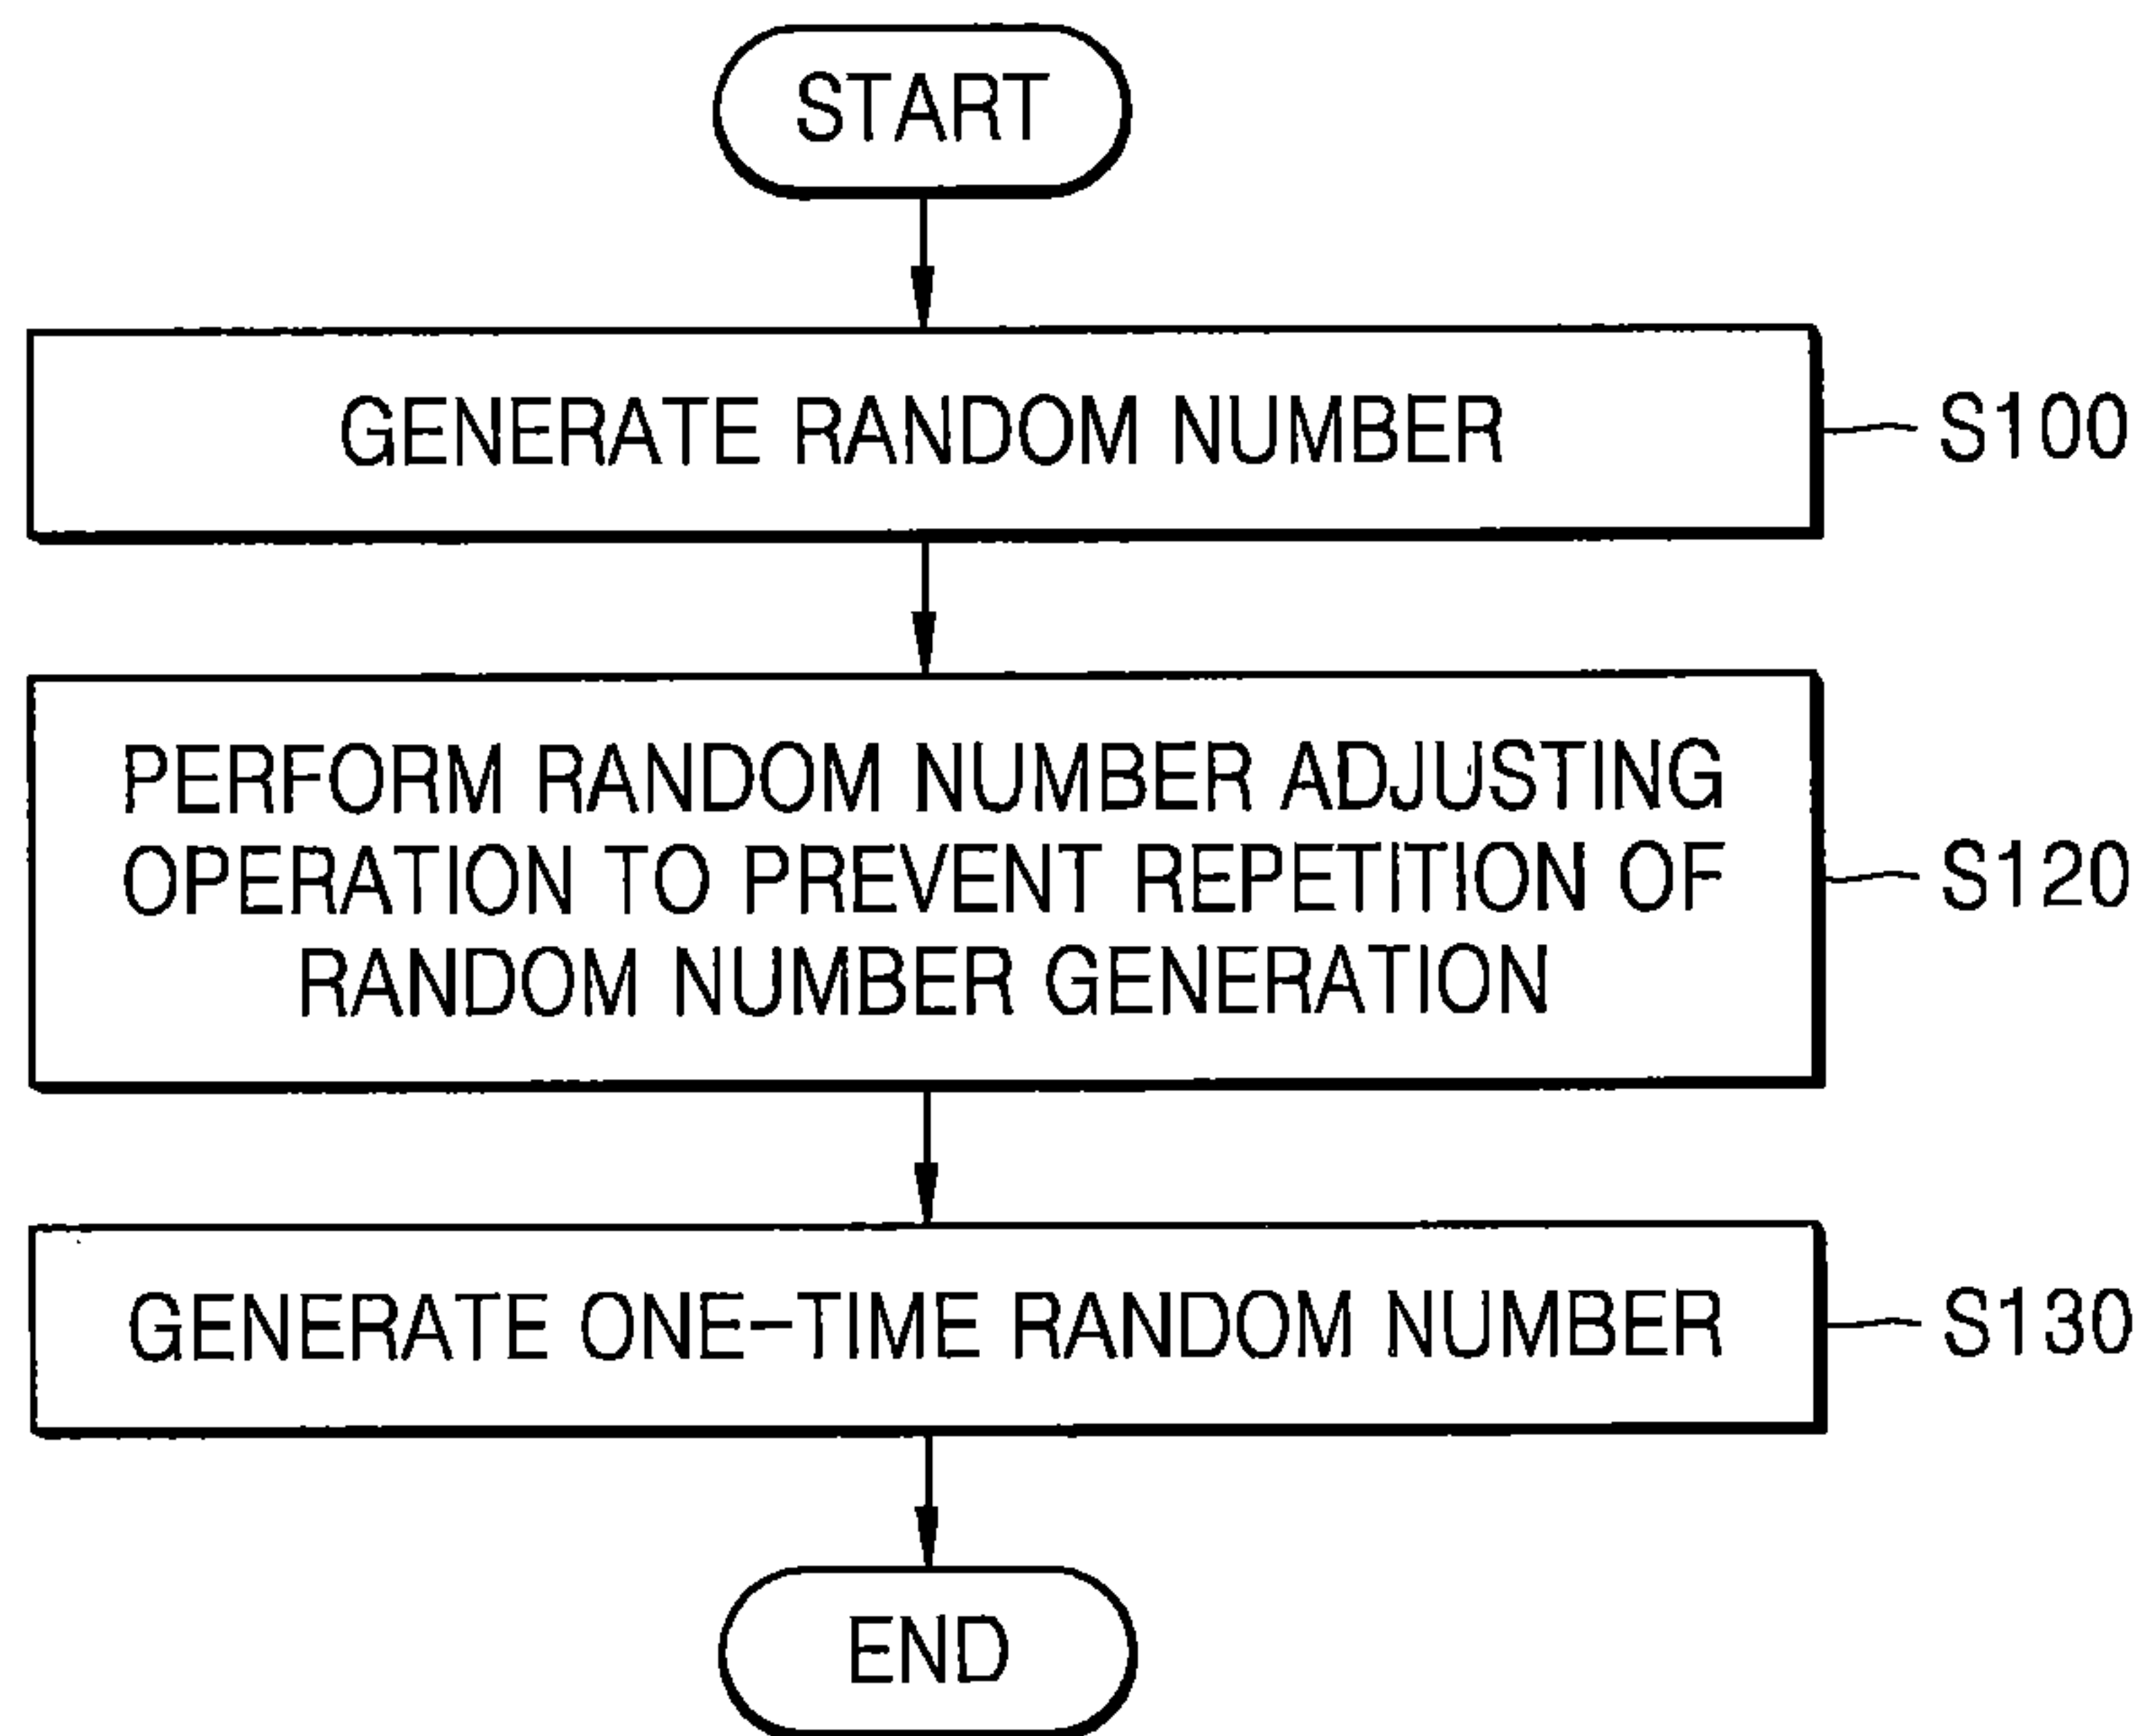 START
GENERATE RANDOM NUMBER
S100
PERFORM RANDOM NUMBER ADJUSTING
OPERATION TO PREVENT REPETITION OF
RANDOM NUMBER GENERATION
S120
GENERATE ONE-TIME RANDOM NUMBER
S130
END